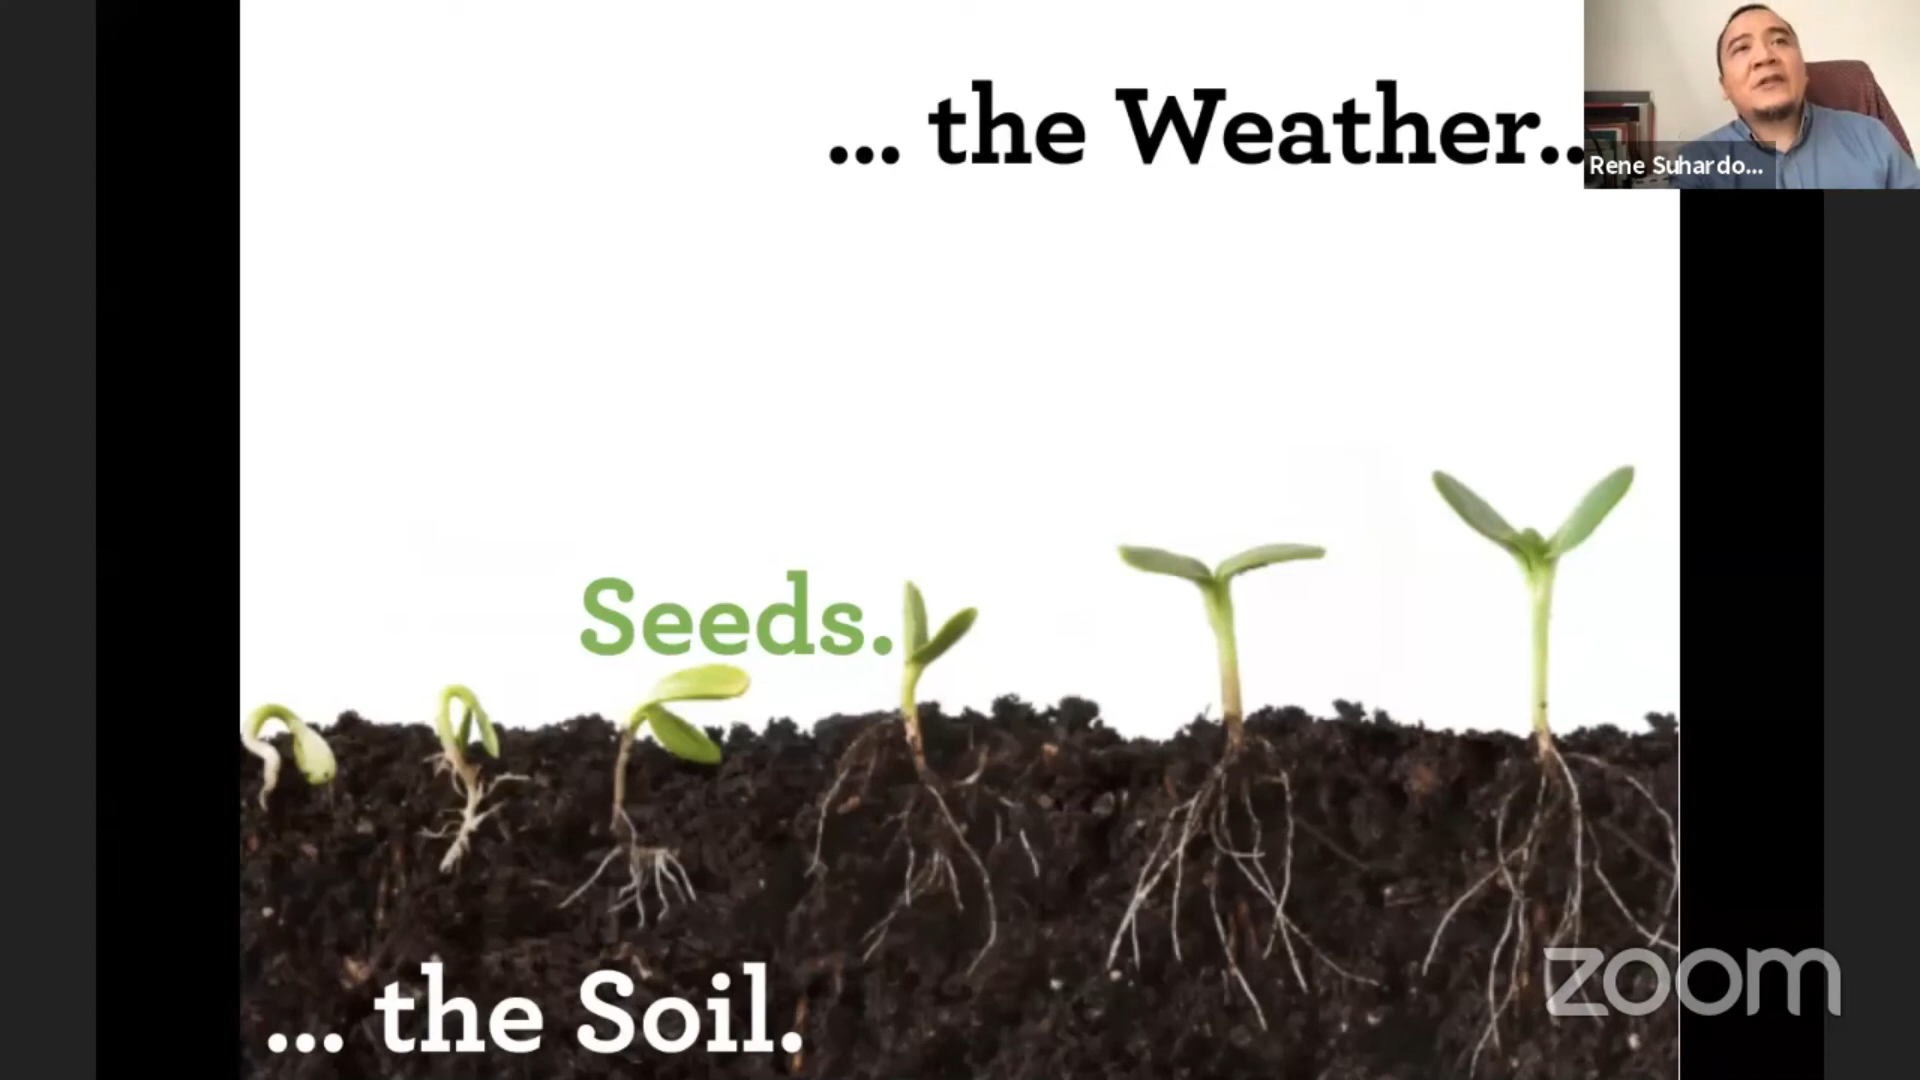 ... the Weather..
Rene Suhardo...
Seeds.
zoom
... the Soil.